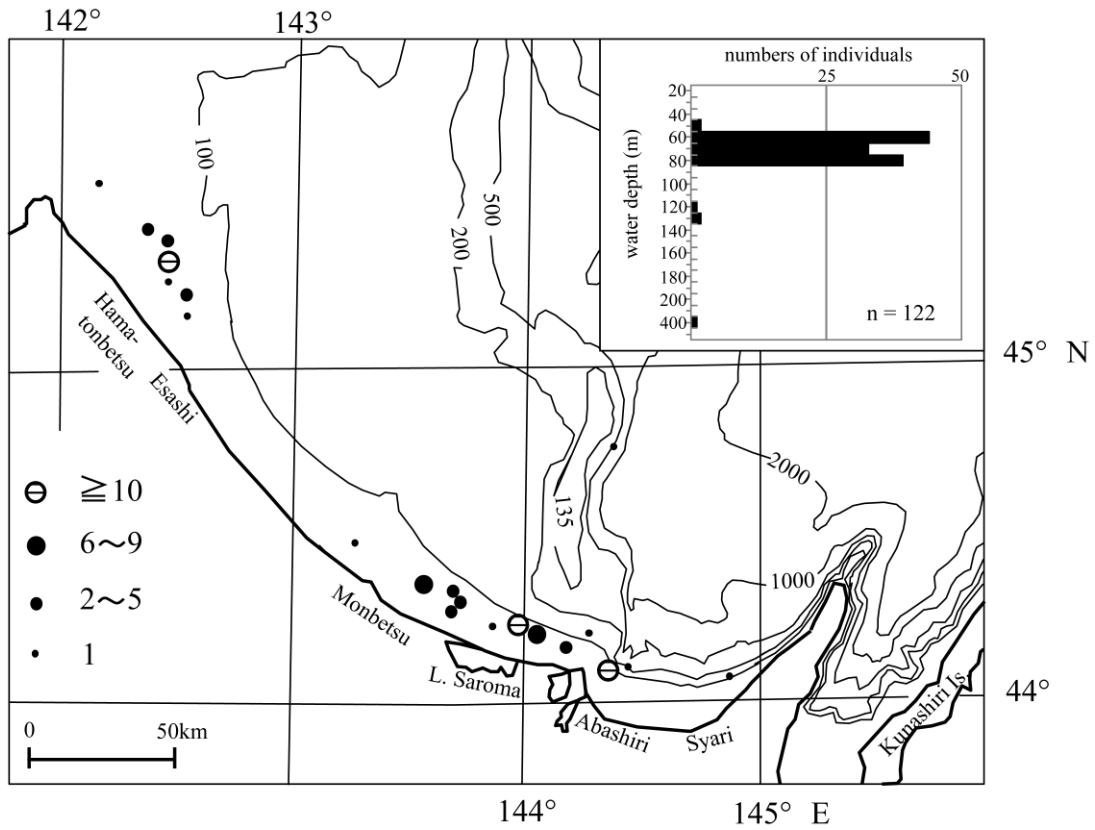 142°
143°
numbers of individuals
25
50
water depth (m)
20
40
60
80
100
120
140
160
180
200
400
n = 122
100
200
500
45° N
Hama-
tonbetsu
Esashi
135
2000
1000
≧10
6～9
2～5
1
Monbetsu
L. Saroma
Abashiri
Syari
Kunashiri Is.
44°
0
50km
144°
145° E